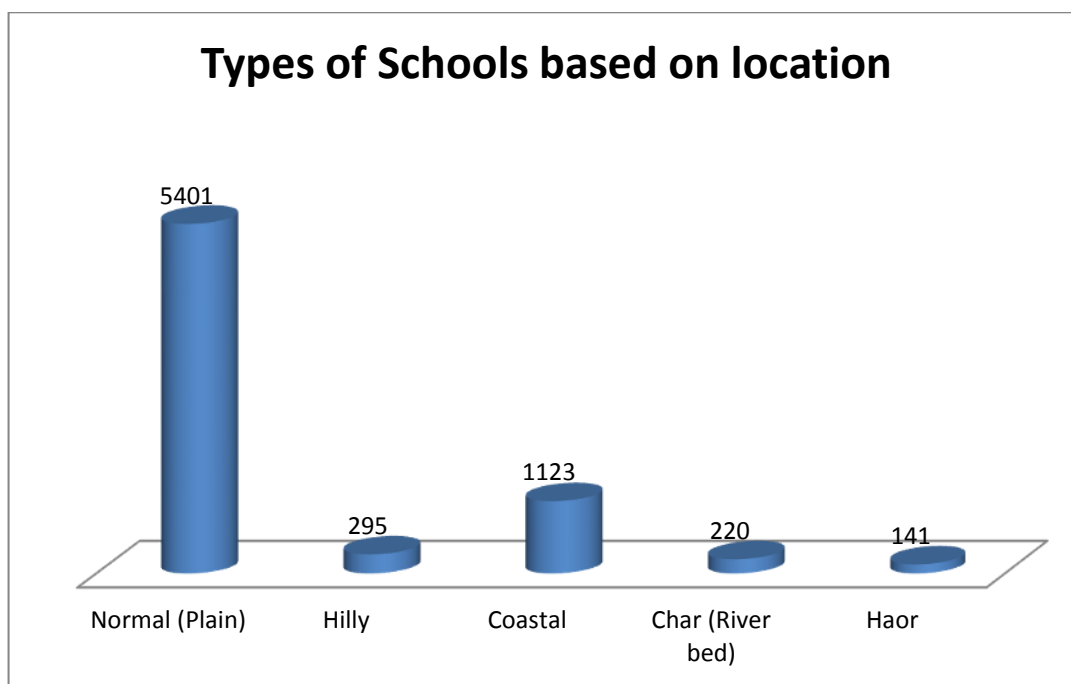 Types of Schools based on location
5401
295
1123
220
141
Normal (Plain)
Hilly
Coastal
Char (River
bed)
Haor